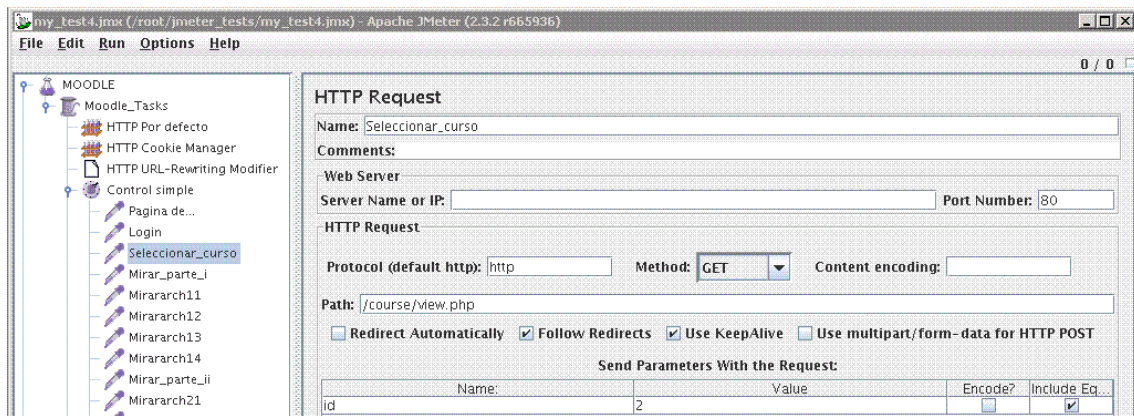 my_test4.jmx (/root/jmeter_tests/my_test4.jmx) - Apache JMeter (2.3.2 r665936)
File Edit Run Options Help
0 / 0
MOODLE
Moodle_Tasks
HTTP Por defecto
HTTP Cookie Manager
HTTP URL-Rewriting Modifier
Control simple
Pagina de...
Login
Seleccionar_curso
Mirar_parte_i
Mirararch11
Mirararch12
Mirararch13
Mirararch14
Mirar_parte_ii
Mirararch21
HTTP Request
Name: Seleccionar_curso
Comments:
Web Server
Server Name or IP: Port Number: 80
HTTP Request
Protocol (default http): http Method: GET Content encoding:
Path: /course/view.php
Redirect Automatically Follow Redirects Use KeepAlive Use multipart/form-data for HTTP POST
Send Parameters With the Request:
Name: Value Encode? Include Eq...
id 2